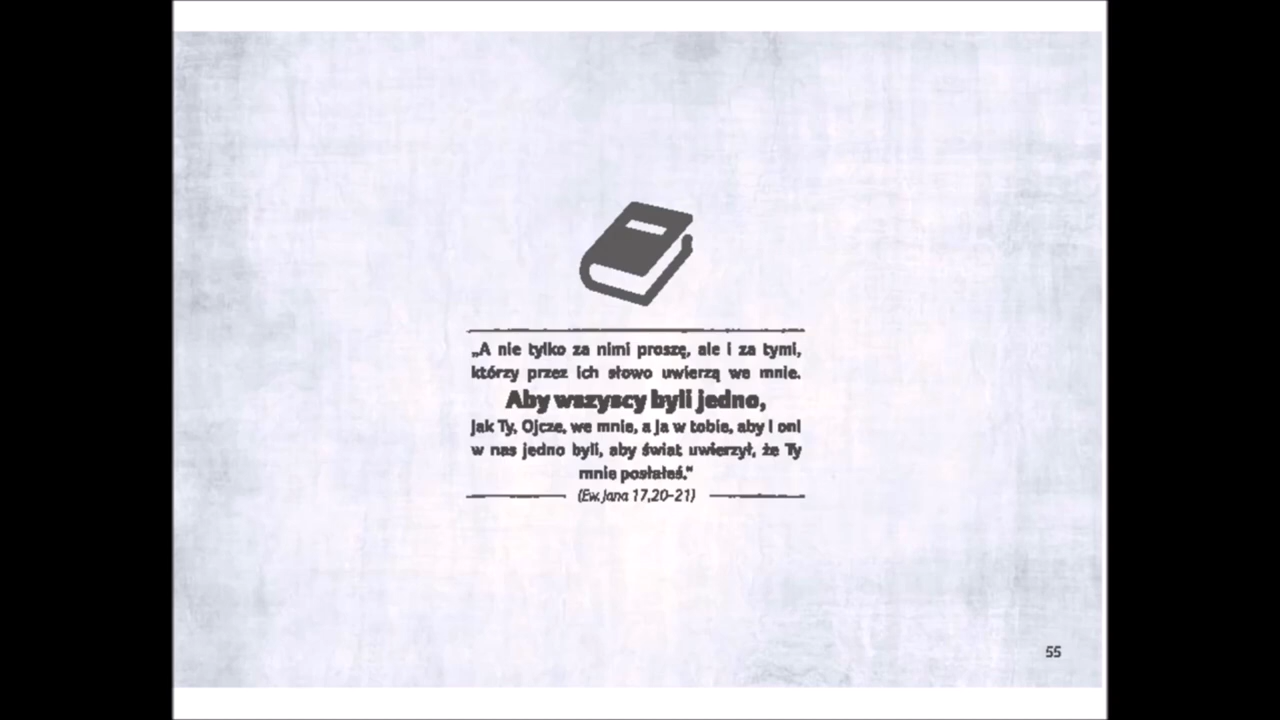 „A nie tylko za nimi proszę, ale i za tymi,
którzy przez ich słowo uwierzą we mnie.
Aby wszyscy byli jedno,
jak Ty, Ojcze, we mnie, a Ja w tobie, aby i oni
w nas jedno byli, aby świat uwierzył, że Ty
mnie posłałeś."
(Ew.Jana 17,20-21)
55